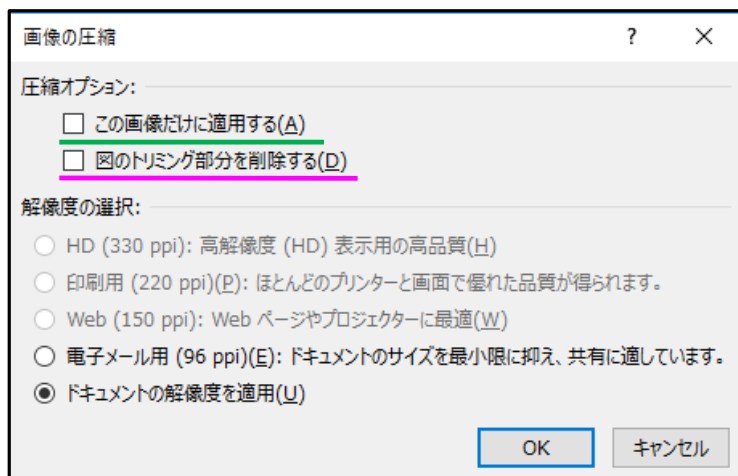 画像の圧縮 ?
圧縮オプション:
この画像だけに適用する(A)
図のトリミング部分を削除する(D)
解像度の選択:
HD (330 ppi): 高解像度 (HD) 表示用の高品質(H)
印刷用 (220 ppi)(P): ほとんどのプリンターと画面で優れた品質が得られます。
Web (150 ppi): Web ページやプロジェクターに最適(W)
電子メール用 (96 ppi)(E): ドキュメントのサイズを最小限に抑え、共有に適しています。
ドキュメントの解像度を適用(U)
OK キャンセル